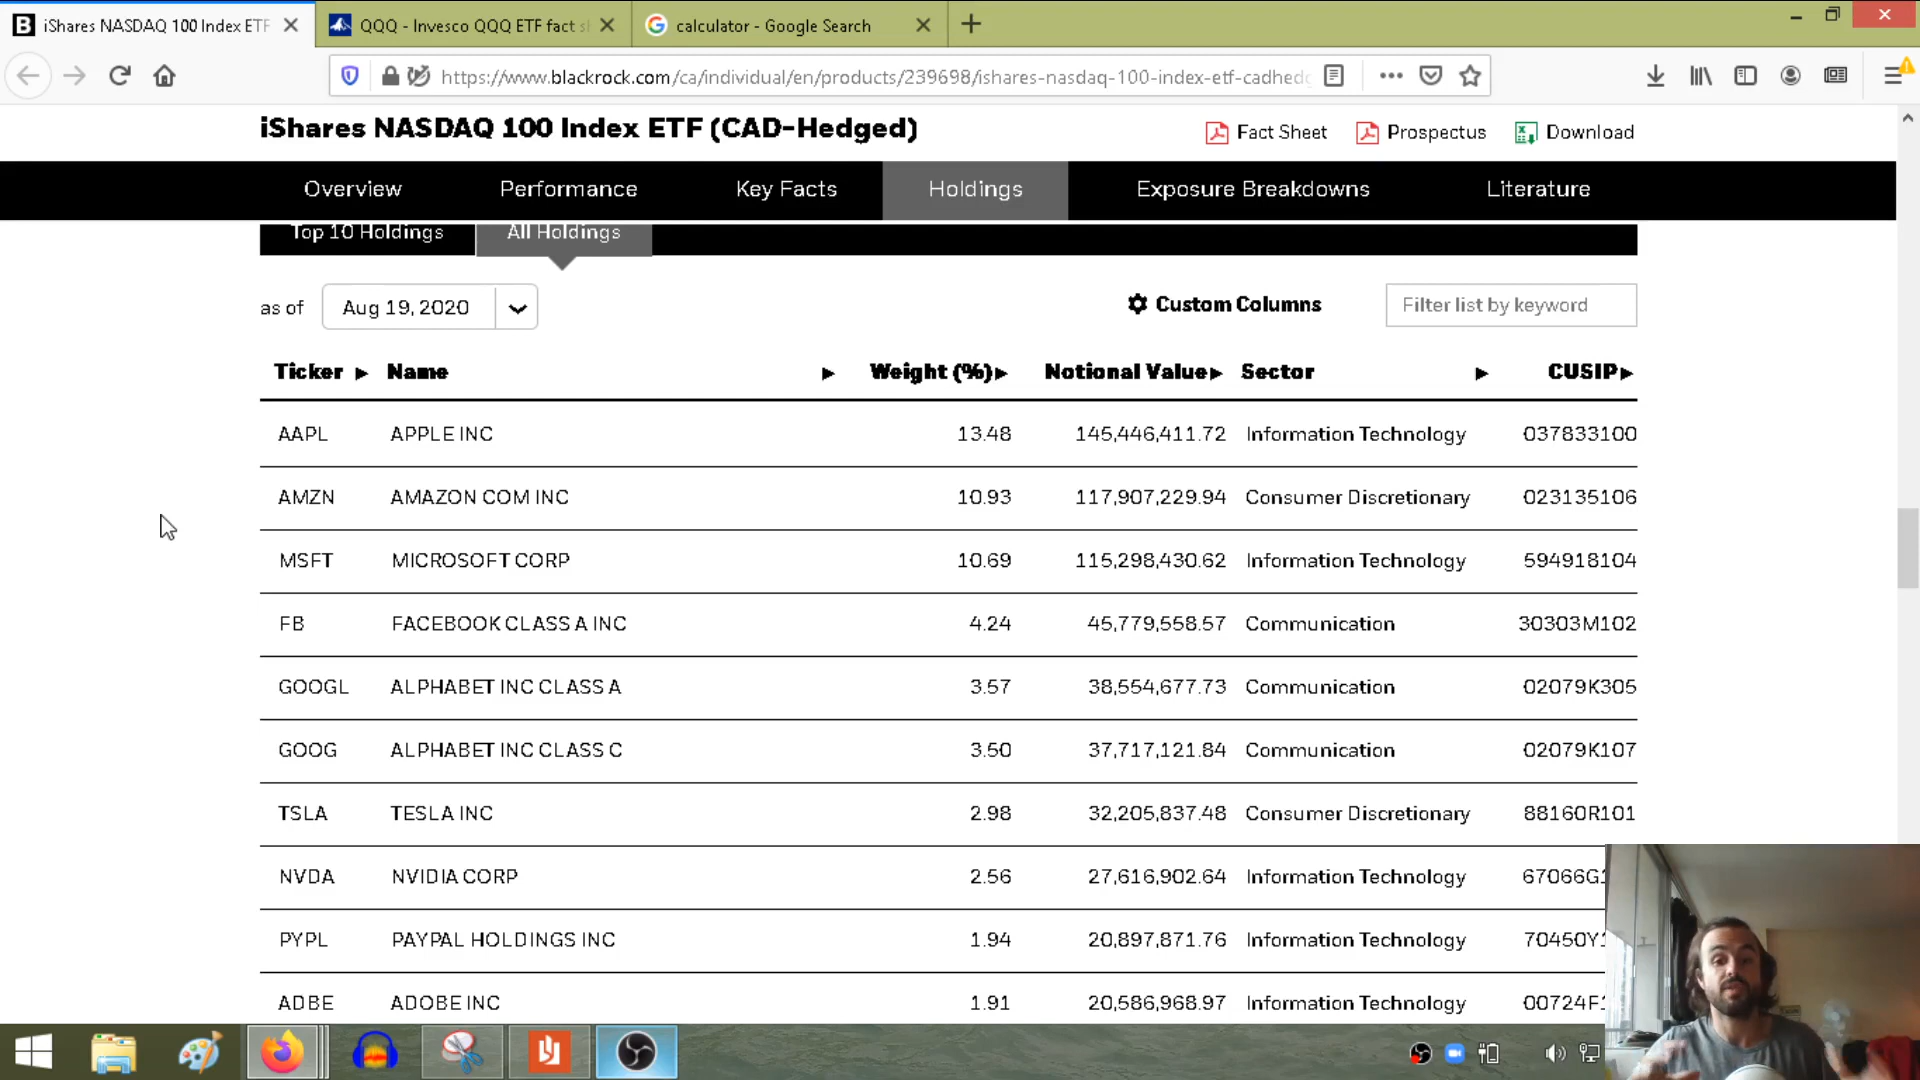 iShares NASDAQ 100 Index ETF
QQQ - Invesco QQQ ETF fact s
calculator - Google Search
https://www.blackrock.com/ca/individual/en/products/239698/ishares-nasdaq-100-index-etf-cadhedg
iShares NASDAQ 100 Index ETF (CAD-Hedged)
Fact Sheet Prospectus Download
Overview Performance Key Facts Holdings Exposure Breakdowns Literature
Top 10 Holdings All Holdings
as of Aug 19, 2020 Custom Columns Filter list by keyword
Ticker Name Weight (%) Notional Value Sector CUSIP
AAPL APPLE INC 13.48 145,446,411.72 Information Technology 037833100
AMZN AMAZON COM INC 10.93 117,907,229.94 Consumer Discretionary 023135106
MSFT MICROSOFT CORP 10.69 115,298,430.62 Information Technology 594918104
FB FACEBOOK CLASS A INC 4.24 45,779,558.57 Communication 30303M102
GOOGL ALPHABET INC CLASS A 3.57 38,554,677.73 Communication 02079K305
GOOG ALPHABET INC CLASS C 3.50 37,717,121.84 Communication 02079K107
TSLA TESLA INC 2.98 32,205,837.48 Consumer Discretionary 88160R101
NVDA NVIDIA CORP 2.56 27,616,902.64 Information Technology 67066G
PYPL PAYPAL HOLDINGS INC 1.94 20,897,871.76 Information Technology 70450Y
ADBE ADOBE INC 1.91 20,586,968.97 Information Technology 00724F